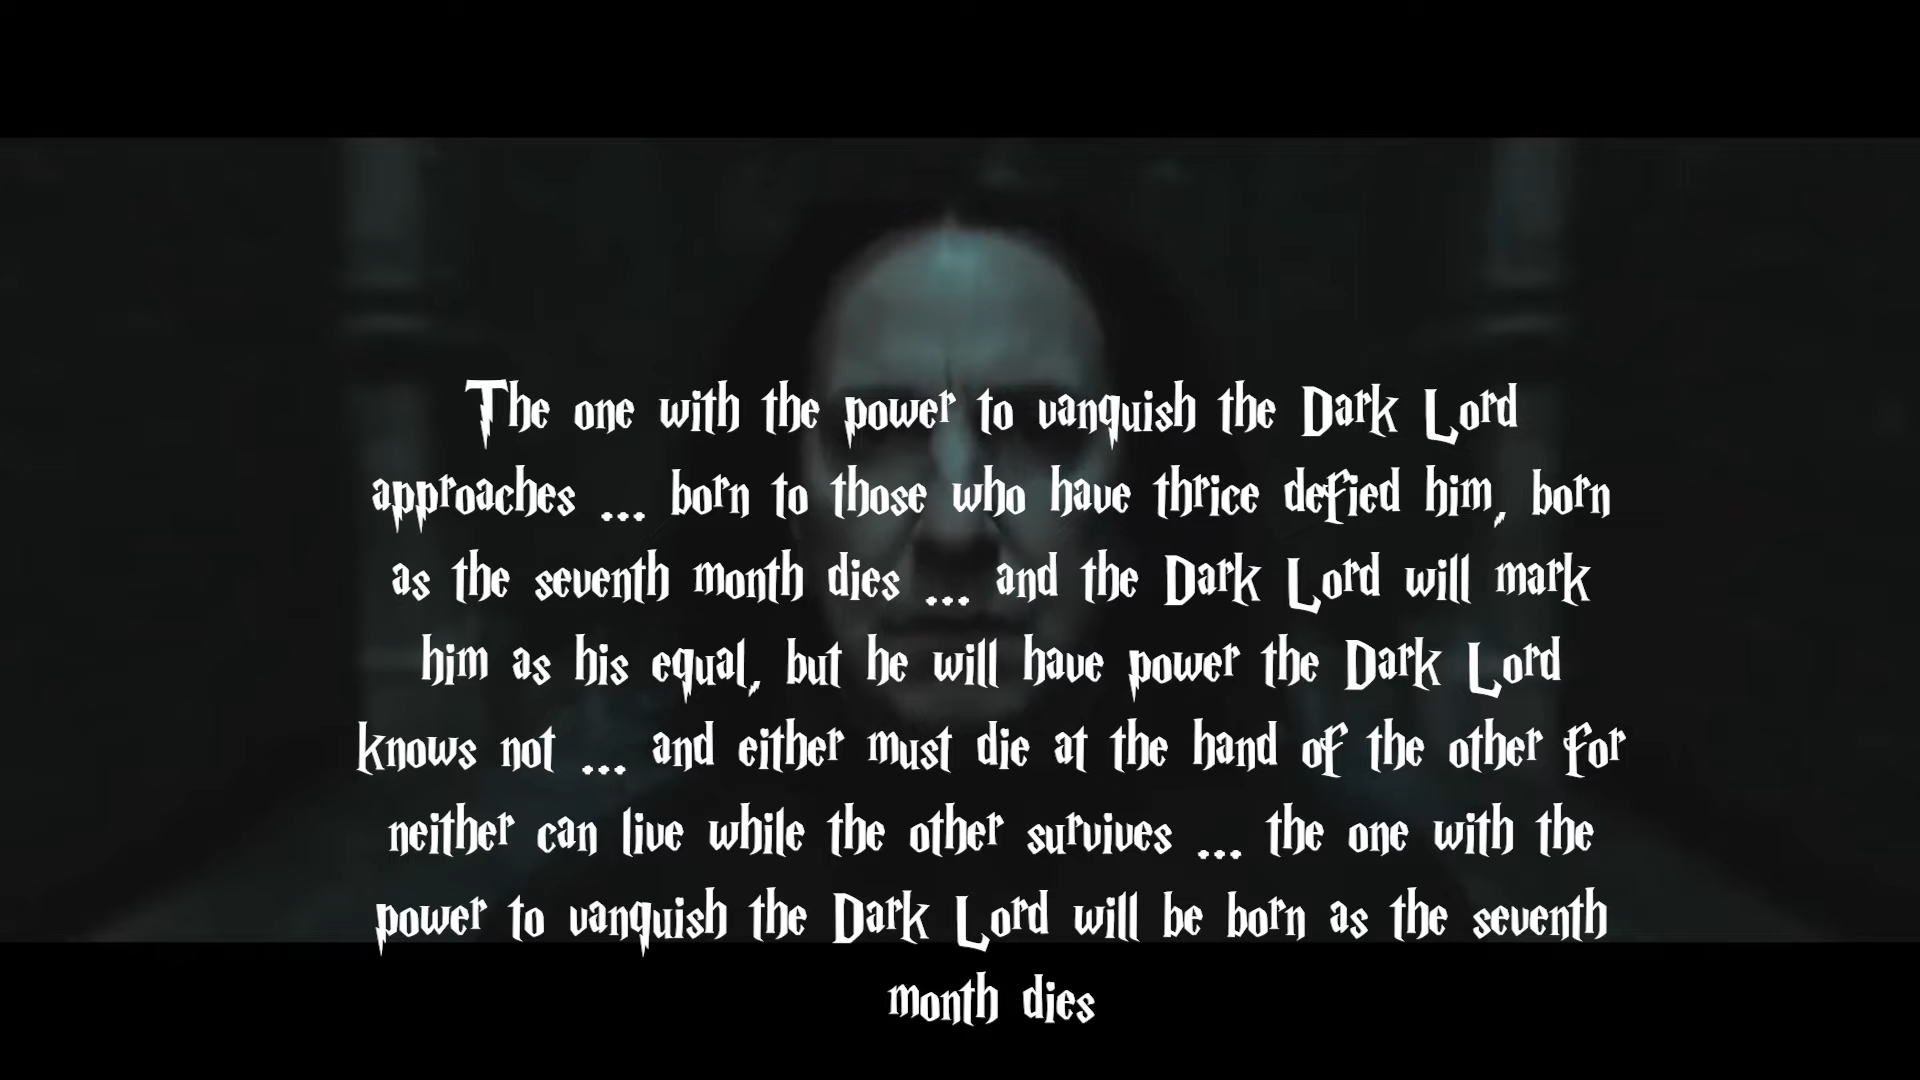 The one with the power to vanquish the Dark Lord
approaches ... born to those who have thrice defied him, born
as the seventh month dies ... and the Dark Lord will mark
him as his equal, but he will have power the Dark Lord
knows not ... and either must die at the hand of the other for
neither can live while the other survives ... the one with the
power to vanquish the Dark Lord will be born as the seventh
month dies